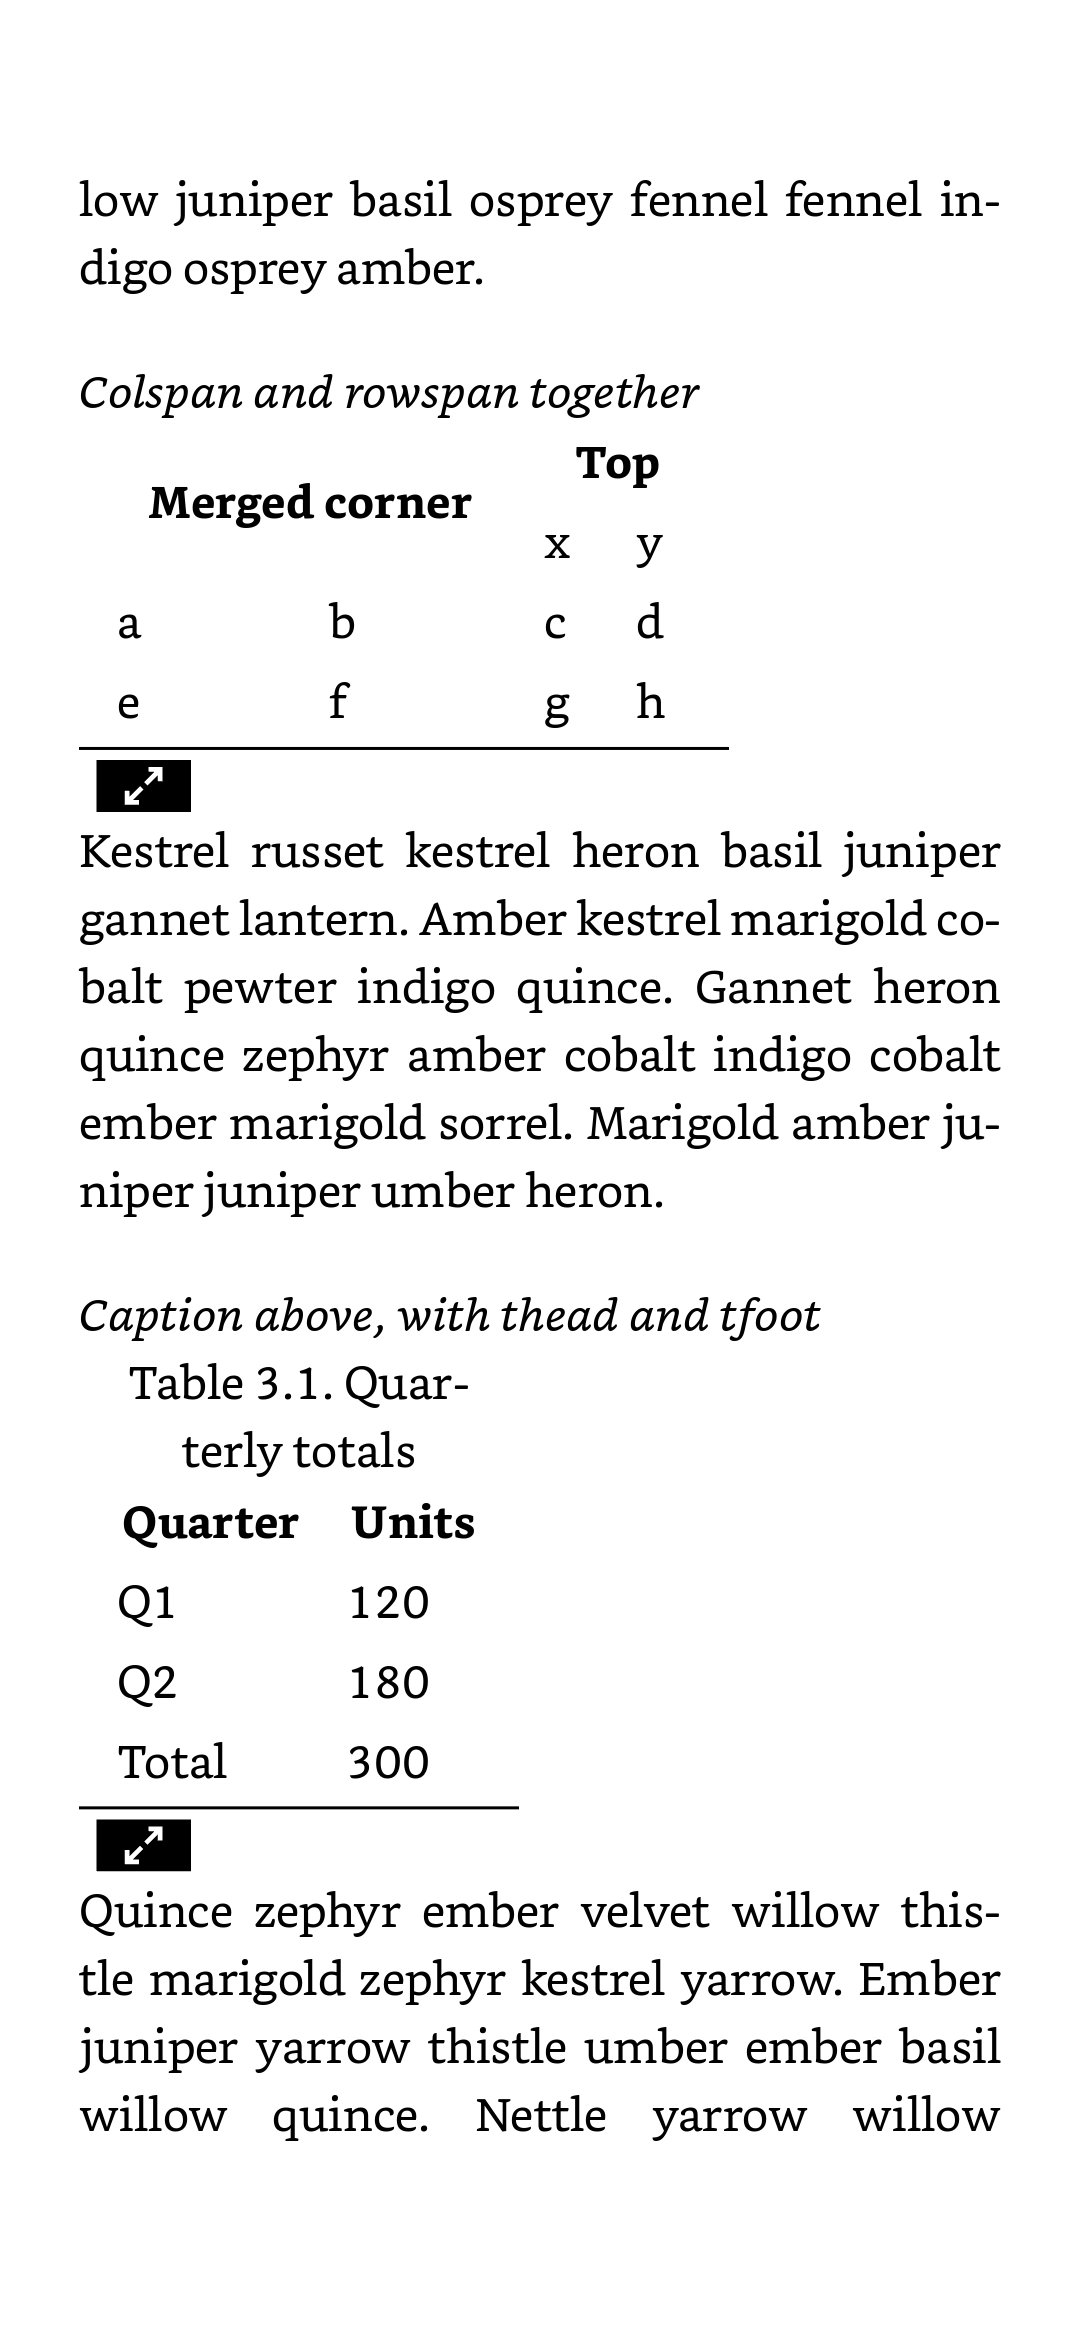 low juniper basil osprey fennel fennel in-
digo osprey amber.
Colspan and rowspan together
Merged corner Top
x y
a b c d
e f g h
Kestrel russet kestrel heron basil juniper
gannet lantern. Amber kestrel marigold co-
balt pewter indigo quince. Gannet heron
quince zephyr amber cobalt indigo cobalt
ember marigold sorrel. Marigold amber ju-
niper juniper umber heron.
Caption above, with thead and tfoot
Table 3.1. Quar-
terly totals
Quarter Units
Q1 120
Q2 180
Total 300
Quince zephyr ember velvet willow this-
tle marigold zephyr kestrel yarrow. Ember
juniper yarrow thistle umber ember basil
willow quince. Nettle yarrow willow